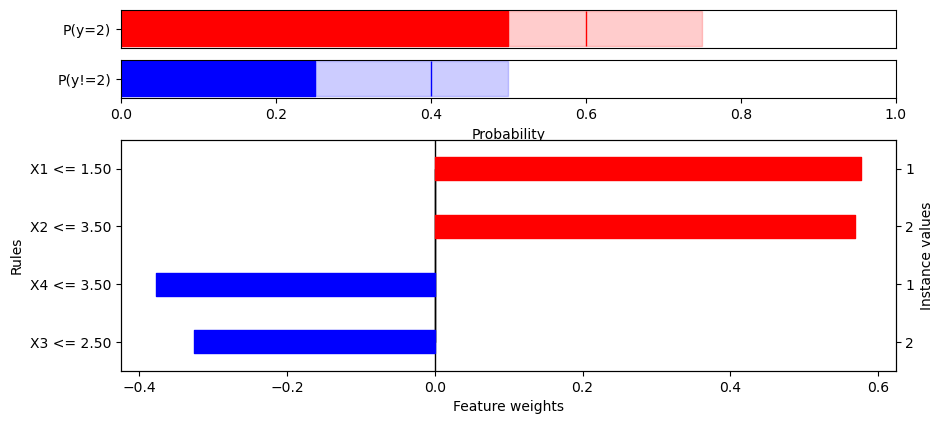 P(y=2)
P(y!=2)
0.0 0.2 0.4 0.6 0.8 1.0
Probability
X1 <= 1.50 1
X2 <= 3.50 2
X4 <= 3.50 1
X3 <= 2.50 2
Rules
Instance values
−0.4 −0.2 0.0 0.2 0.4 0.6
Feature weights